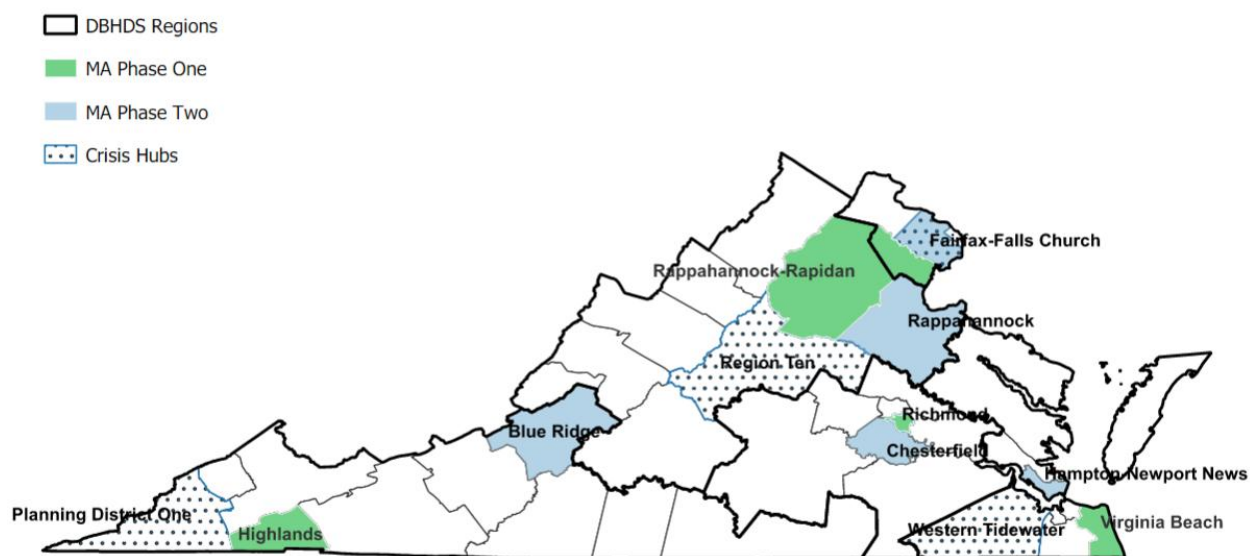 DBHDS Regions
MA Phase One
MA Phase Two
Crisis Hubs
Fairfax-Falls Church
Rappahannock-Rapidan
Rappahannock
Region Ten
Richmond
Blue Ridge
Chesterfield
Hampton-Newport News
Planning District One
Highlands
Western Tidewater
Virginia Beach